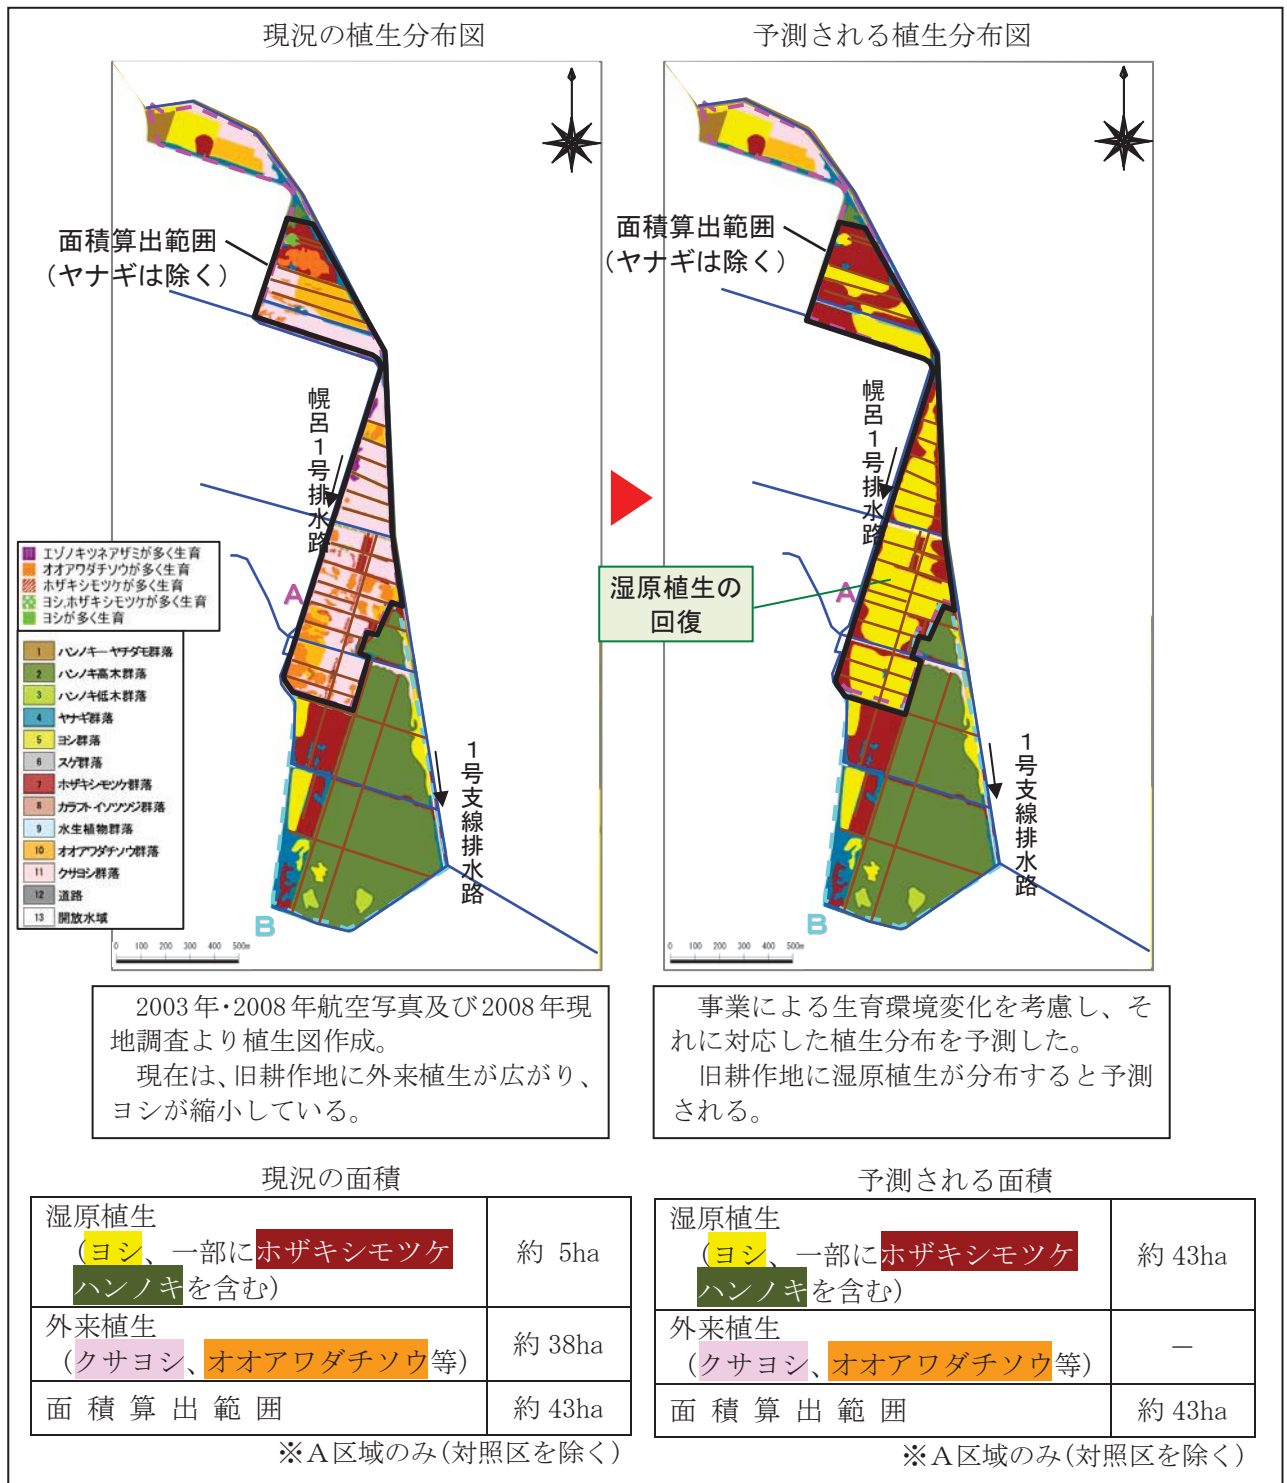 現況の植生分布図
予測される植生分布図
面積算出範囲
(ヤナギは除く)
面積算出範囲
(ヤナギは除く)
幌呂1号排水路
幌呂1号排水路
A
A
湿原植生の
回復
エゾノキツネアザミが多く生育
オオアワダチソウが多く生育
ホザキシモツケが多く生育
ヨシ,ホザキシモツケが多く生育
ヨシが多く生育
1 ハンノキーヤチダモ群落
2 ハンノキ高木群落
3 ハンノキ低木群落
4 ヤナギ群落
5 ヨシ群落
6 スゲ群落
7 ホザキシモツケ群落
8 カラフトイソツツジ群落
9 水生植物群落
10 オオアワダチソウ群落
11 クサヨシ群落
12 道路
13 開放水域
1号支線排水路
1号支線排水路
B
B
0 100 200 300 400 500m
0 100 200 300 400 500m
2003年・2008年航空写真及び2008年現
地調査より植生図作成。
現在は、旧耕作地に外来植生が広がり、
ヨシが縮小している。
事業による生育環境変化を考慮し、そ
れに対応した植生分布を予測した。
旧耕作地に湿原植生が分布すると予測
される。
現況の面積
湿原植生
(ヨシ、一部にホザキシモツケ
ハンノキを含む)
約 5ha
外来植生
(クサヨシ、オオアワダチソウ等)
約 38ha
面積算出範囲
約 43ha
※A区域のみ(対照区を除く)
予測される面積
湿原植生
(ヨシ、一部にホザキシモツケ
ハンノキを含む)
約 43ha
外来植生
(クサヨシ、オオアワダチソウ等)
−
面積算出範囲
約 43ha
※A区域のみ(対照区を除く)